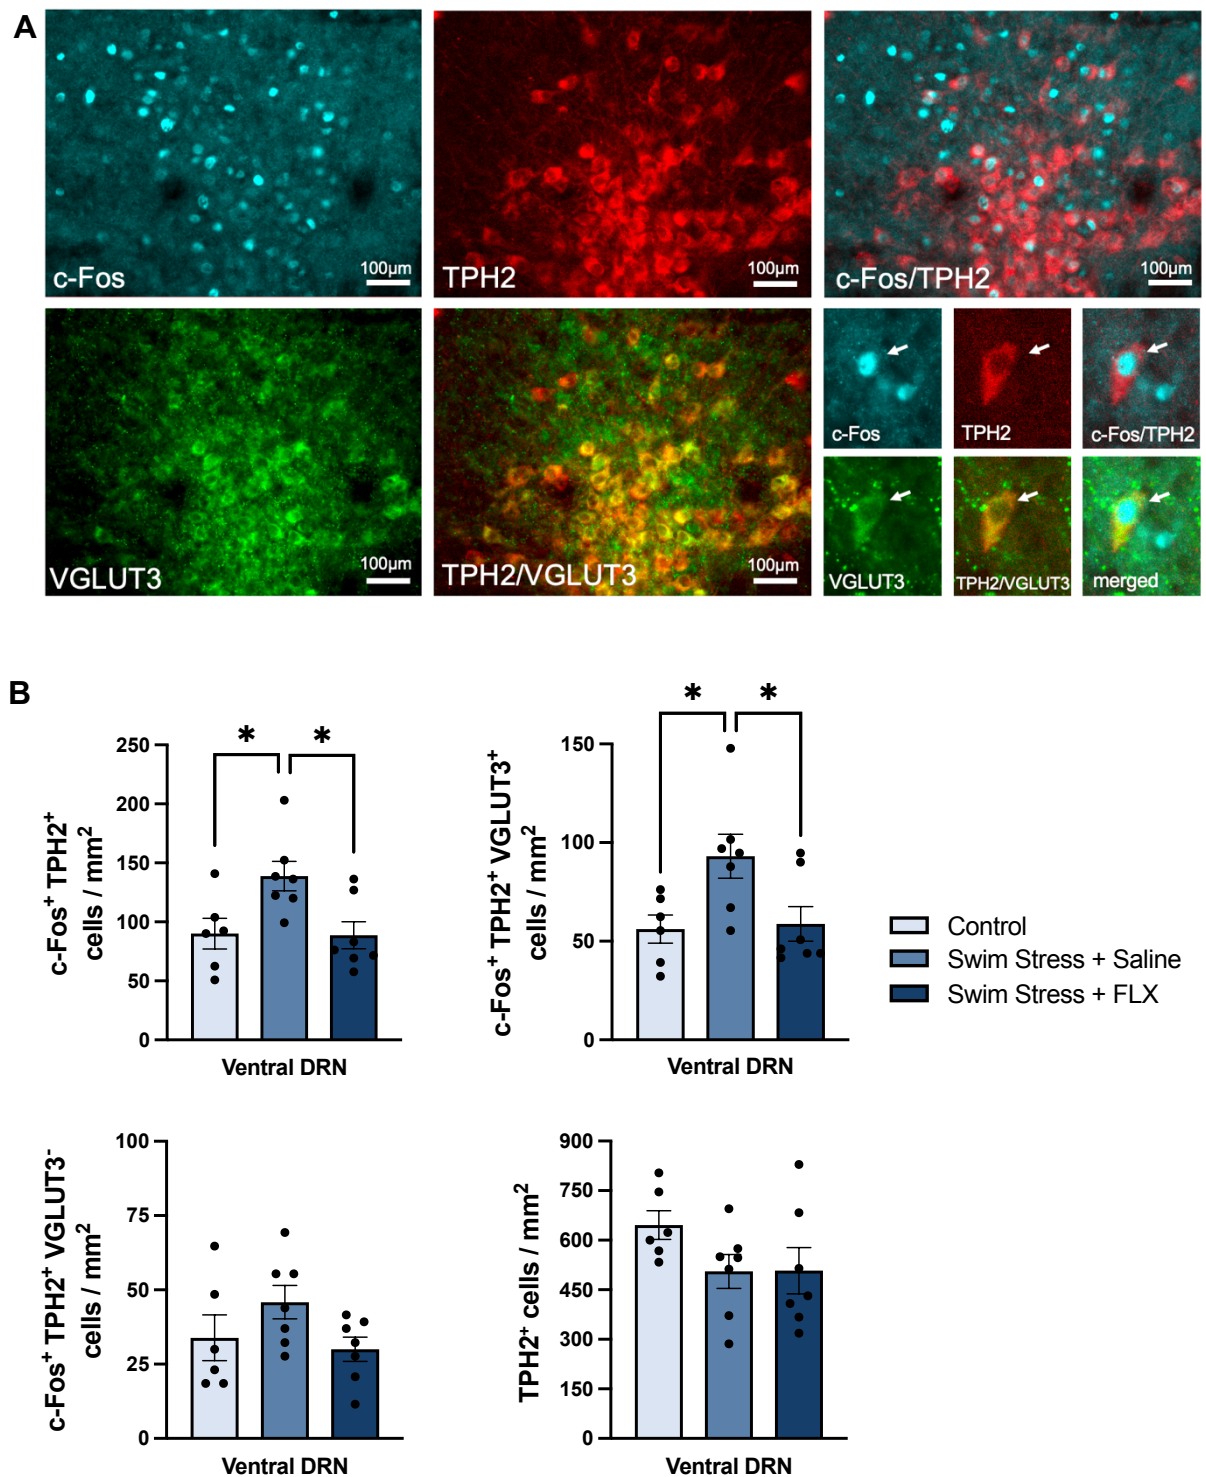 A
c-Fos
100μm
TPH2
100μm
c-Fos/TPH2
100μm
VGLUT3
100μm
TPH2/VGLUT3
100μm
c-Fos
TPH2
c-Fos/TPH2
VGLUT3
TPH2/VGLUT3
merged
B
c-Fos⁺ TPH2⁺
cells / mm²
250
200
150
100
50
0
* *
Ventral DRN
c-Fos⁺ TPH2⁺ VGLUT3⁺
cells / mm²
150
100
50
0
* *
Ventral DRN
Control
Swim Stress + Saline
Swim Stress + FLX
c-Fos⁺ TPH2⁺ VGLUT3⁻
cells / mm²
100
75
50
25
0
Ventral DRN
TPH2⁺ cells / mm²
900
750
600
450
300
150
0
Ventral DRN